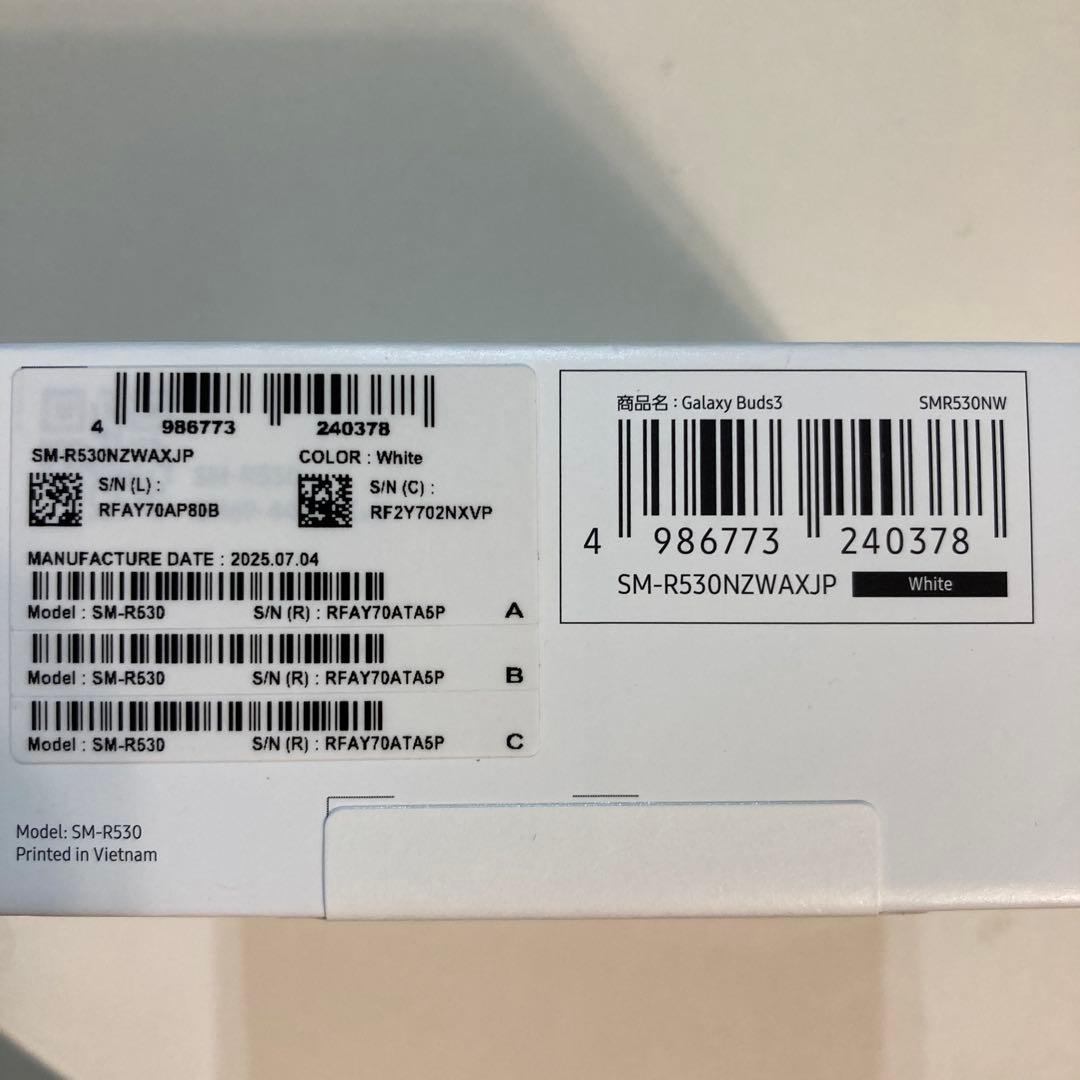 4 986773 240378
SM-R530NZWAXJP COLOR : White
S/N (L) : S/N (C) :
RFAY70AP80B RF2Y702NXVP
MANUFACTURE DATE : 2025.07.04
Model : SM-R530 S/N (R) : RFAY70ATA5P A
Model : SM-R530 S/N (R) : RFAY70ATA5P B
Model : SM-R530 S/N (R) : RFAY70ATA5P C
Model: SM-R530
Printed in Vietnam
商品名 : Galaxy Buds3 SMR530NW
4 986773 240378
SM-R530NZWAXJP White